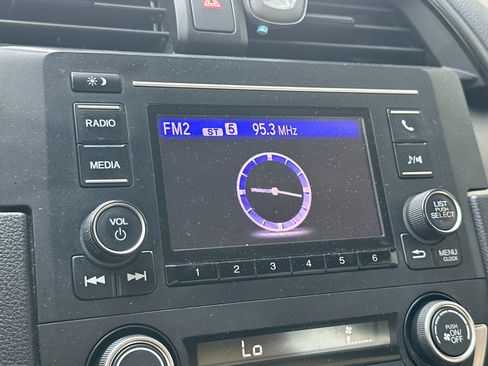 RADIO
MEDIA
VOL
FM2 ST 5 95.3 MHz
1 2 3 4 5 6
LIST
PUSH
SELECT
MENU
CLOCK
Lo
PUSH
ON/
OFF